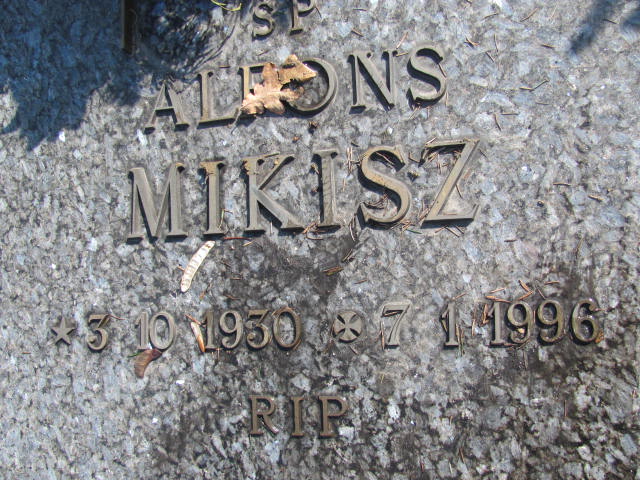 SP
ALFONS
MIKISZ
★ 3 10 1930 ✠ 7 1 1996
RIP